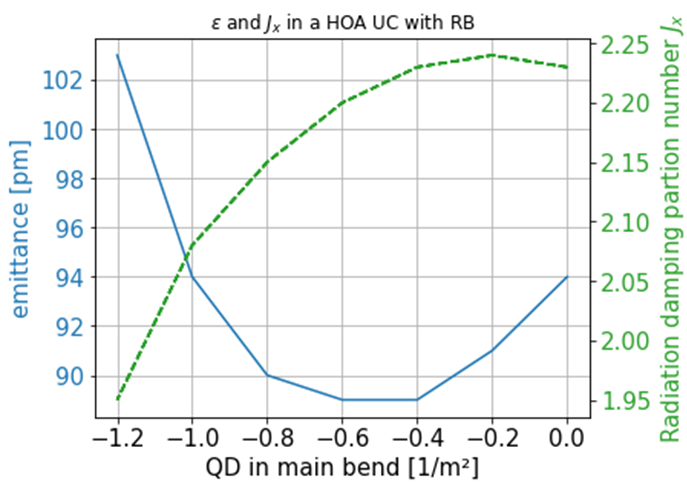 ε and Jₓ in a HOA UC with RB
emittance [pm]
102
100
98
96
94
92
90
2.25
2.20
2.15
2.10
2.05
2.00
1.95
Radiation damping partion number Jₓ
−1.2 −1.0 −0.8 −0.6 −0.4 −0.2 0.0
QD in main bend [1/m²]